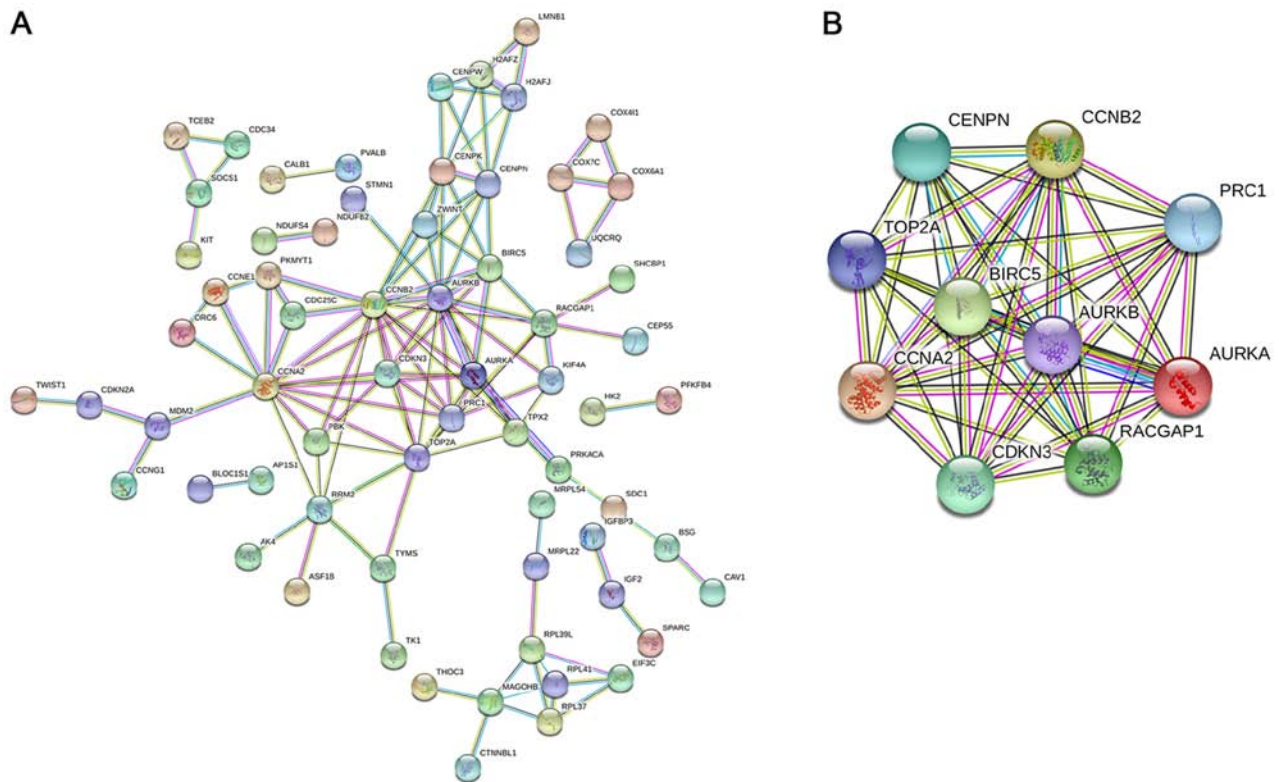 A
B
LMNB1
H2AFZ
CENPW
H2AFJ
TCEB2
CDC34
COX4I1
PVALB
CALB1
CENPK
CENPN
COX7C
COX6A1
SOCS1
STMN1
ZWINT
NDUFB2
NDUFS4
KIT
UQCRQ
BIRC5
PKMYT1
CCNE1
CCNB2
AURKB
SHCBP1
CDC25C
RACGAP1
ORC6
CEP55
CDKN3
AURKA
KIF4A
CCNA2
TWIST1
CDKN2A
HK2
PFKFB4
MDM2
PRC1
TPX2
PBK
TOP2A
CCNG1
BLOC1S1
AP1S1
PRKACA
MRPL54
SDC1
RRM2
IGFBP3
BSG
AK4
TYMS
MRPL22
CAV1
ASF1B
IGF2
SPARC
TK1
RPL39L
THOC3
RPL41
EIF3C
MAGOHB
RPL37
CTNNBL1
CENPN
CCNB2
PRC1
TOP2A
BIRC5
AURKB
CCNA2
AURKA
RACGAP1
CDKN3